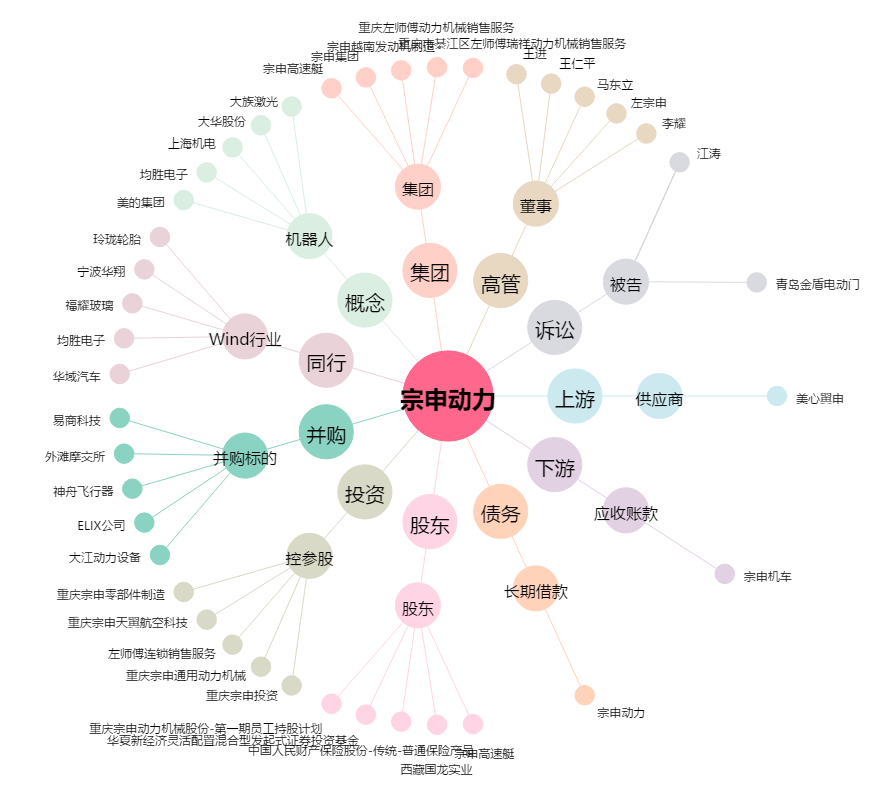 重庆左师傅动力机械销售服务
重庆市綦江区左师傅瑞祥动力机械销售服务
宗申越南发动机制造
宗申集团
宗申高速艇
王进
王仁平
马东立
左宗申
李耀
江涛
大族激光
大华股份
上海机电
均胜电子
美的集团
集团
董事
机器人
集团
高管
概念
被告
青岛金盾电动门
诉讼
玲珑轮胎
宁波华翔
福耀玻璃
均胜电子
华域汽车
Wind行业
同行
宗申动力
上游
供应商
美心翼申
易商科技
外滩摩交所
神舟飞行器
ELIX公司
大江动力设备
并购标的
并购
下游
应收账款
宗申机车
投资
股东
债务
控参股
股东
长期借款
宗申动力
重庆宗申零部件制造
重庆宗申天翼航空科技
左师傅连锁销售服务
重庆宗申通用动力机械
重庆宗申投资
重庆宗申动力机械股份-第一期员工持股计划
华夏新经济灵活配置混合型发起式证券投资基金
中国人民财产保险股份-传统-普通保险产品
宗申高速艇
西藏国龙实业